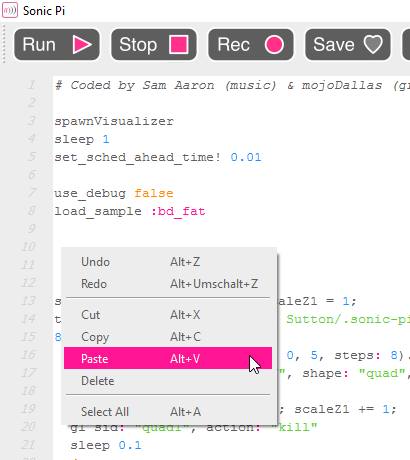 Sonic Pi
Run Stop Rec Save
1 # Coded by Sam Aaron (music) & mojoDallas (gr
2
3 spawnVisualizer
4 sleep 1
5 set_sched_ahead_time! 0.01
6
7 use_debug false
8 load_sample :bd_fat
9
10
11
12
13 s aleZ1 = 1;
14 t Sutton/.sonic-pi
15 8
16 0, 5, steps: 8).
17 ", shape: "quad",
18
19 ; scaleZ1 += 1;
20 gl sid: "quad1", action: "kill"
21 sleep 0.1
Undo Alt+Z
Redo Alt+Umschalt+Z
Cut Alt+X
Copy Alt+C
Paste Alt+V
Delete
Select All Alt+A